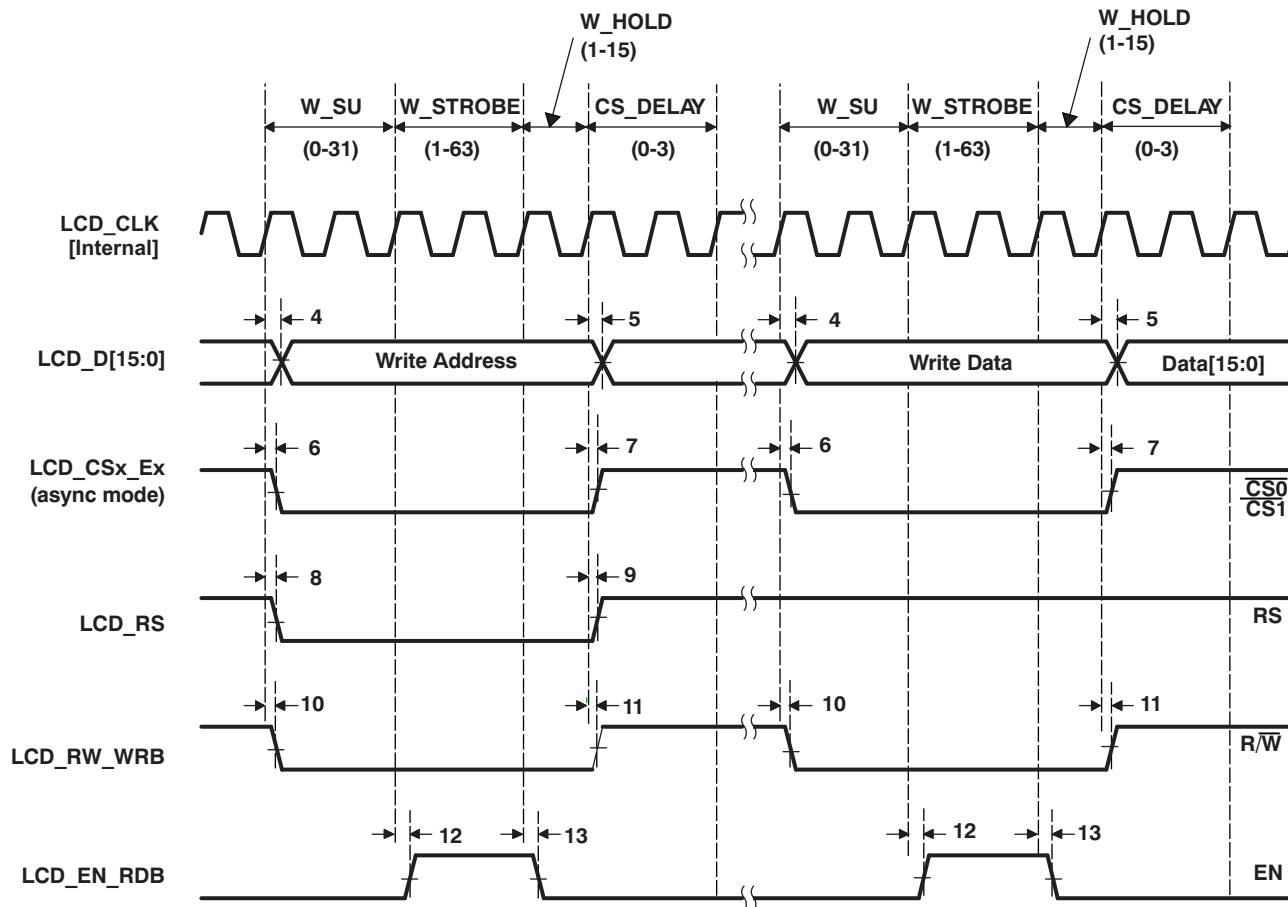 W_HOLD
(1-15)
W_HOLD
(1-15)
W_SU W_STROBE CS_DELAY W_SU W_STROBE CS_DELAY
(0-31) (1-63) (0-3) (0-31) (1-63) (0-3)
LCD_CLK
[Internal]
4 5 4 5
LCD_D[15:0] Write Address Write Data Data[15:0]
6 7 6 7
LCD_CSx_Ex
(async mode)
CS0
CS1
8 9
LCD_RS RS
10 11 10 11
LCD_RW_WRB R/W
12 13 12 13
LCD_EN_RDB EN